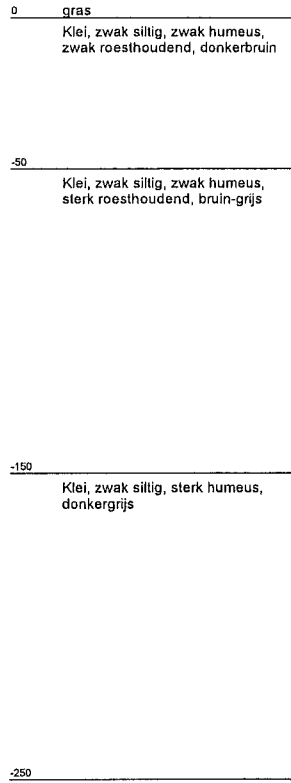 0 gras
Klei, zwak siltig, zwak humeus,
zwak roesthoudend, donkerbruin
-50
Klei, zwak siltig, zwak humeus,
sterk roesthoudend, bruin-grijs
-150
Klei, zwak siltig, sterk humeus,
donkergrijs
-250